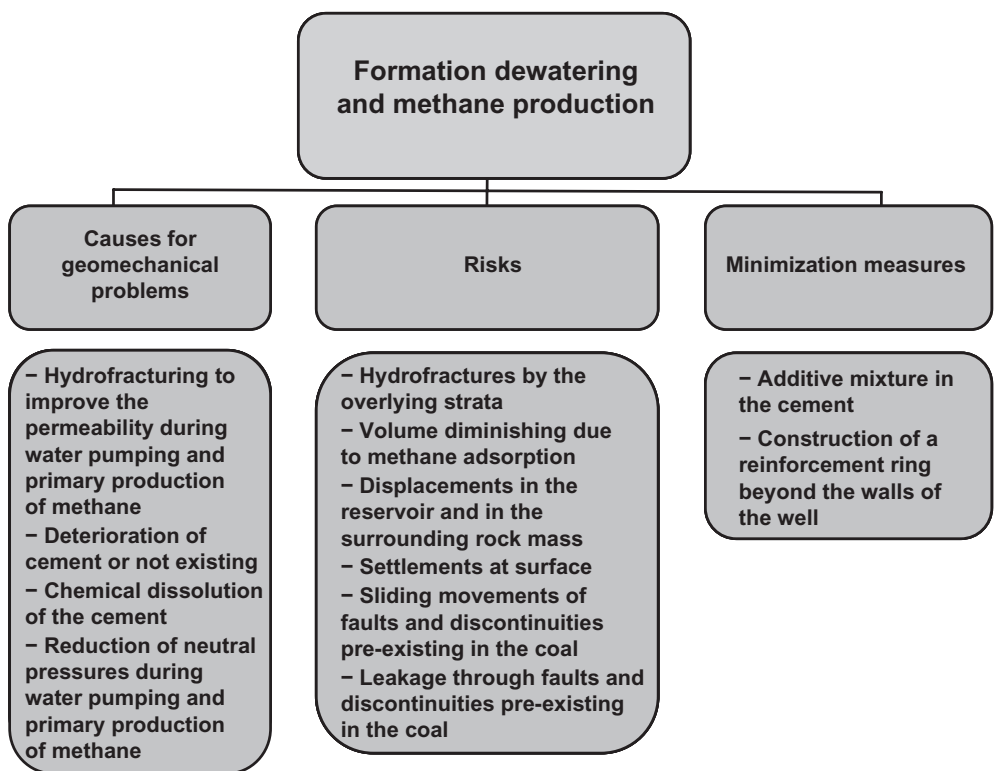 Formation dewatering
and methane production
Causes for
geomechanical
problems
Risks
Minimization measures
− Hydrofracturing to
improve the
permeability during
water pumping and
primary production
of methane
− Deterioration of
cement or not existing
− Chemical dissolution
of the cement
− Reduction of neutral
pressures during
water pumping and
primary production
of methane
− Hydrofractures by the
overlying strata
− Volume diminishing due
to methane adsorption
− Displacements in the
reservoir and in the
surrounding rock mass
− Settlements at surface
− Sliding movements of
faults and discontinuities
pre-existing in the coal
− Leakage through faults and
discontinuities pre-existing
in the coal
− Additive mixture in
the cement
− Construction of a
reinforcement ring
beyond the walls of
the well